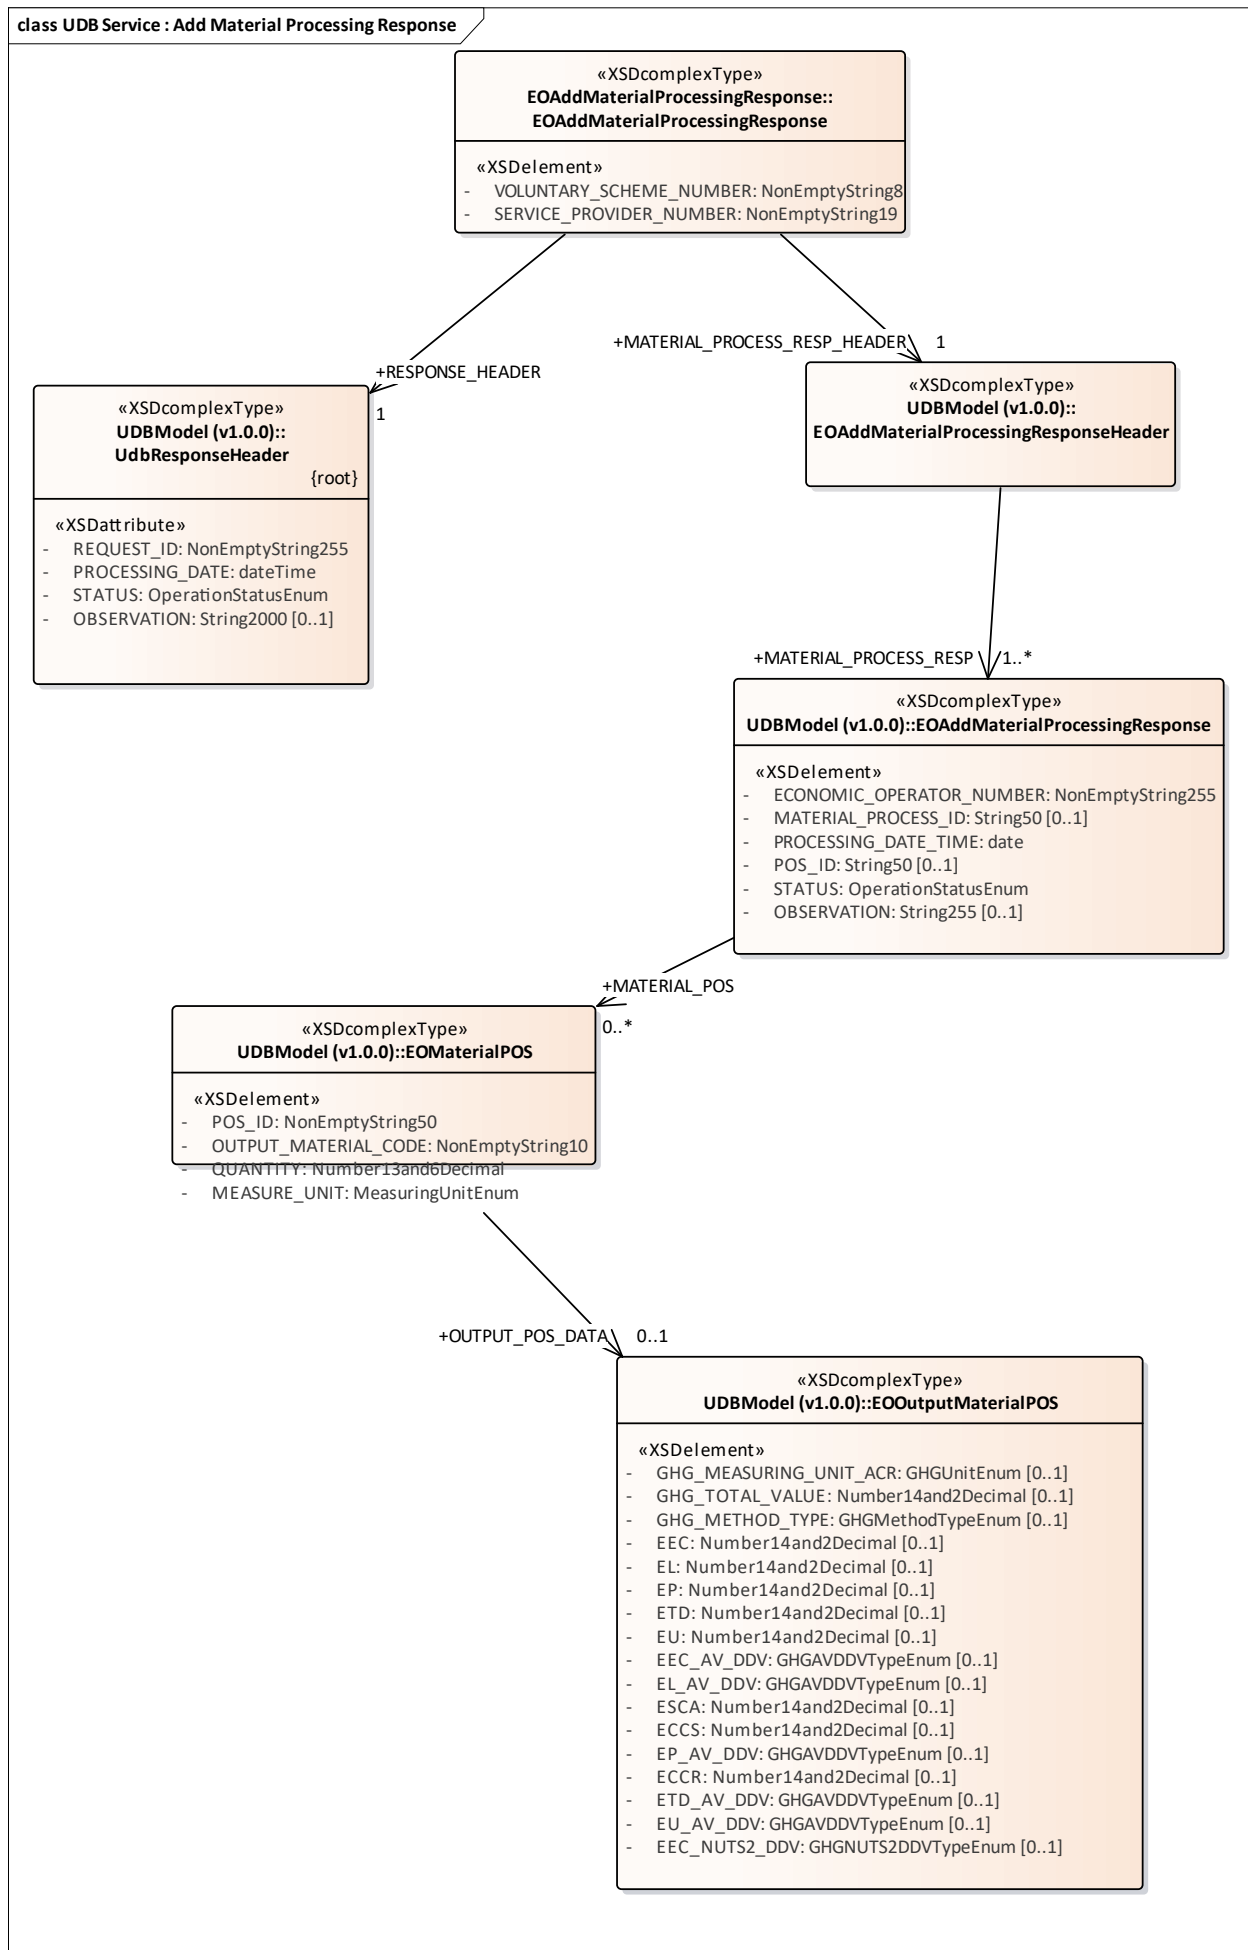 class UDB Service : Add Material Processing Response
«XSDcomplexType»
EOAddMaterialProcessingResponse::
EOAddMaterialProcessingResponse
«XSDelement»
- VOLUNTARY_SCHEME_NUMBER: NonEmptyString8
- SERVICE_PROVIDER_NUMBER: NonEmptyString19
+MATERIAL_PROCESS_RESP_HEADER 1
+RESPONSE_HEADER
1
«XSDcomplexType»
UDBModel (v1.0.0)::
EOAddMaterialProcessingResponseHeader
«XSDcomplexType»
UDBModel (v1.0.0)::
UdbResponseHeader
{root}
«XSDattribute»
- REQUEST_ID: NonEmptyString255
- PROCESSING_DATE: dateTime
- STATUS: OperationStatusEnum
- OBSERVATION: String2000 [0..1]
+MATERIAL_PROCESS_RESP 1..*
«XSDcomplexType»
UDBModel (v1.0.0)::EOAddMaterialProcessingResponse
«XSDelement»
- ECONOMIC_OPERATOR_NUMBER: NonEmptyString255
- MATERIAL_PROCESS_ID: String50 [0..1]
- PROCESSING_DATE_TIME: date
- POS_ID: String50 [0..1]
- STATUS: OperationStatusEnum
- OBSERVATION: String255 [0..1]
+MATERIAL_POS
0..*
«XSDcomplexType»
UDBModel (v1.0.0)::EOMaterialPOS
«XSDelement»
- POS_ID: NonEmptyString50
- OUTPUT_MATERIAL_CODE: NonEmptyString10
- QUANTITY: Number13and6Decimal
- MEASURE_UNIT: MeasuringUnitEnum
+OUTPUT_POS_DATA 0..1
«XSDcomplexType»
UDBModel (v1.0.0)::EOOutputMaterialPOS
«XSDelement»
- GHG_MEASURING_UNIT_ACR: GHGUnitEnum [0..1]
- GHG_TOTAL_VALUE: Number14and2Decimal [0..1]
- GHG_METHOD_TYPE: GHGMethodTypeEnum [0..1]
- EEC: Number14and2Decimal [0..1]
- EL: Number14and2Decimal [0..1]
- EP: Number14and2Decimal [0..1]
- ETD: Number14and2Decimal [0..1]
- EU: Number14and2Decimal [0..1]
- EEC_AV_DDV: GHGAVDDVTypeEnum [0..1]
- EL_AV_DDV: GHGAVDDVTypeEnum [0..1]
- ESCA: Number14and2Decimal [0..1]
- ECCS: Number14and2Decimal [0..1]
- EP_AV_DDV: GHGAVDDVTypeEnum [0..1]
- ECCR: Number14and2Decimal [0..1]
- ETD_AV_DDV: GHGAVDDVTypeEnum [0..1]
- EU_AV_DDV: GHGAVDDVTypeEnum [0..1]
- EEC_NUTS2_DDV: GHGNUTS2DDVTypeEnum [0..1]